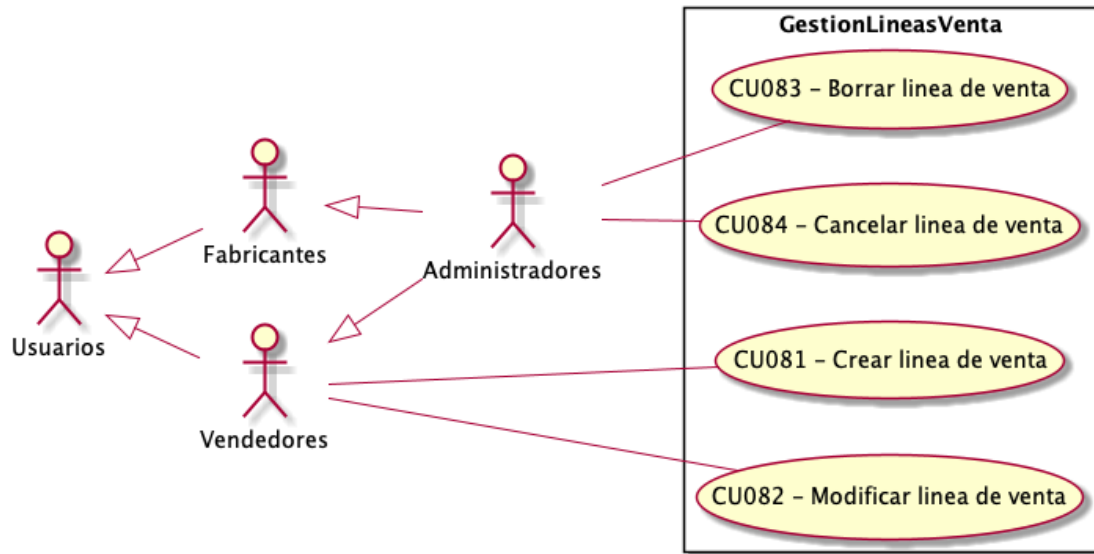 GestionLineasVenta
CU083 – Borrar linea de venta
CU084 – Cancelar linea de venta
Fabricantes
Administradores
Usuarios
CU081 – Crear linea de venta
Vendedores
CU082 – Modificar linea de venta